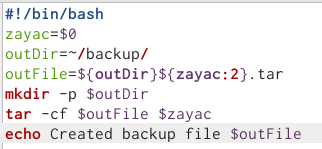 #!/bin/bash
zayac=$0
outDir=~/backup/
outFile=${outDir}${zayac:2}.tar
mkdir -p $outDir
tar -cf $outFile $zayac
echo Created backup file $outFile